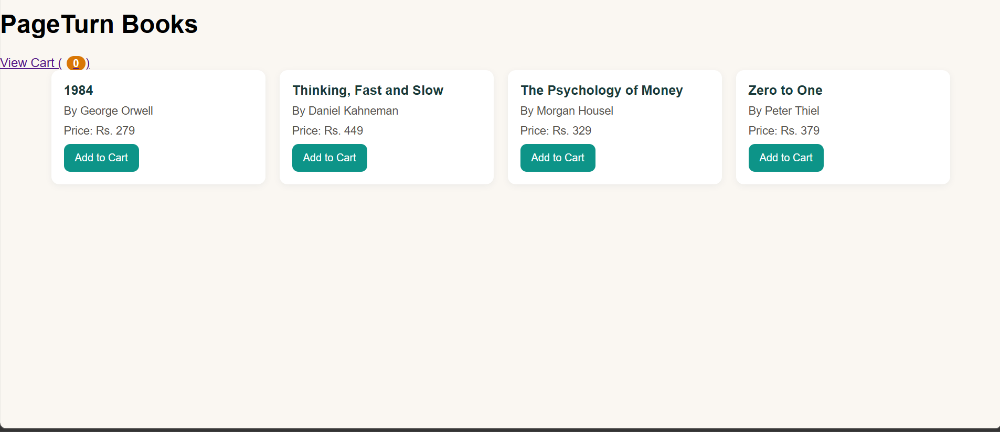 PageTurn Books
View Cart ( 0 )
1984
By George Orwell
Price: Rs. 279
Add to Cart
Thinking, Fast and Slow
By Daniel Kahneman
Price: Rs. 449
Add to Cart
The Psychology of Money
By Morgan Housel
Price: Rs. 329
Add to Cart
Zero to One
By Peter Thiel
Price: Rs. 379
Add to Cart